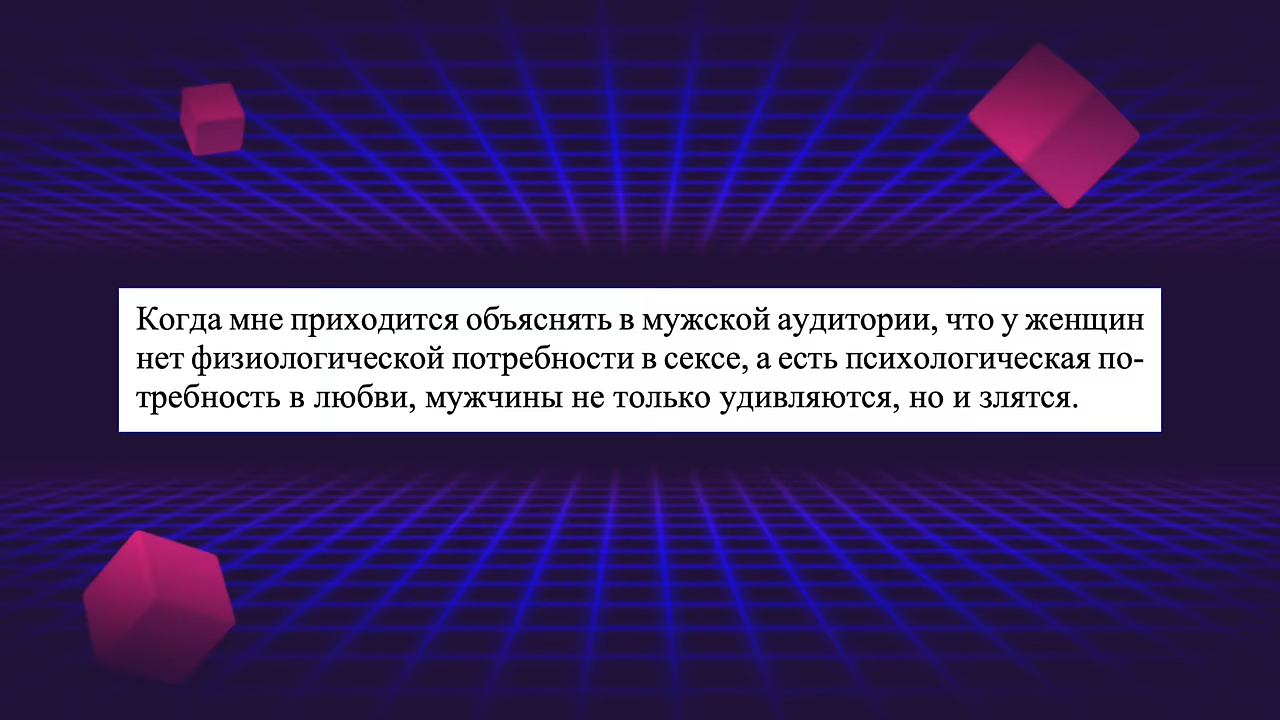 Когда мне приходится объяснять в мужской аудитории, что у женщин
нет физиологической потребности в сексе, а есть психологическая по-
требность в любви, мужчины не только удивляются, но и злятся.